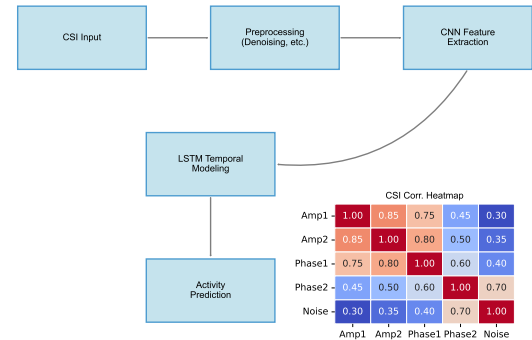 CSI Input
Preprocessing
(Denoising, etc.)
CNN Feature
Extraction
LSTM Temporal
Modeling
Activity
Prediction
CSI Corr. Heatmap
Amp1 1.00 0.85 0.75 0.45 0.30
Amp2 0.85 1.00 0.80 0.50 0.35
Phase1 0.75 0.80 1.00 0.60 0.40
Phase2 0.45 0.50 0.60 1.00 0.70
Noise 0.30 0.35 0.40 0.70 1.00
Amp1 Amp2 Phase1 Phase2 Noise